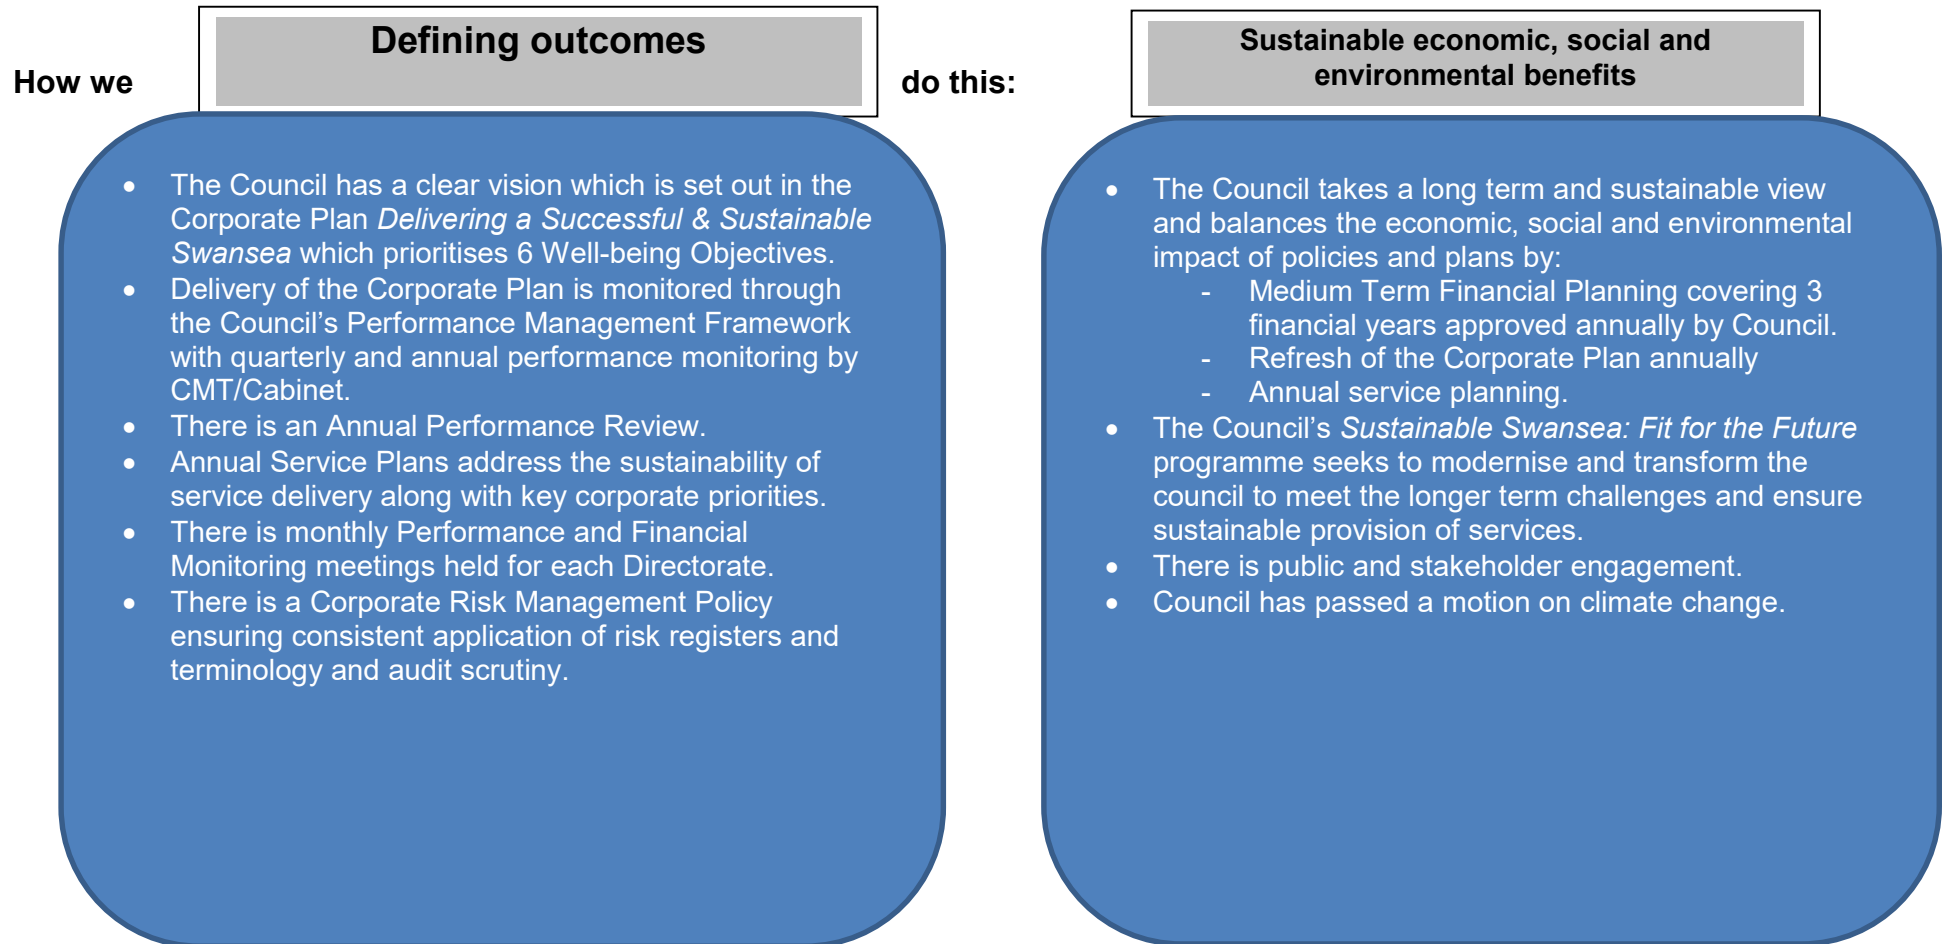 How we
do this:
Defining outcomes
• The Council has a clear vision which is set out in the
Corporate Plan Delivering a Successful & Sustainable
Swansea which prioritises 6 Well-being Objectives.
• Delivery of the Corporate Plan is monitored through
the Council’s Performance Management Framework
with quarterly and annual performance monitoring by
CMT/Cabinet.
• There is an Annual Performance Review.
• Annual Service Plans address the sustainability of
service delivery along with key corporate priorities.
• There is monthly Performance and Financial
Monitoring meetings held for each Directorate.
• There is a Corporate Risk Management Policy
ensuring consistent application of risk registers and
terminology and audit scrutiny.
Sustainable economic, social and
environmental benefits
• The Council takes a long term and sustainable view
and balances the economic, social and environmental
impact of policies and plans by:
- Medium Term Financial Planning covering 3
financial years approved annually by Council.
- Refresh of the Corporate Plan annually
- Annual service planning.
• The Council’s Sustainable Swansea: Fit for the Future
programme seeks to modernise and transform the
council to meet the longer term challenges and ensure
sustainable provision of services.
• There is public and stakeholder engagement.
• Council has passed a motion on climate change.